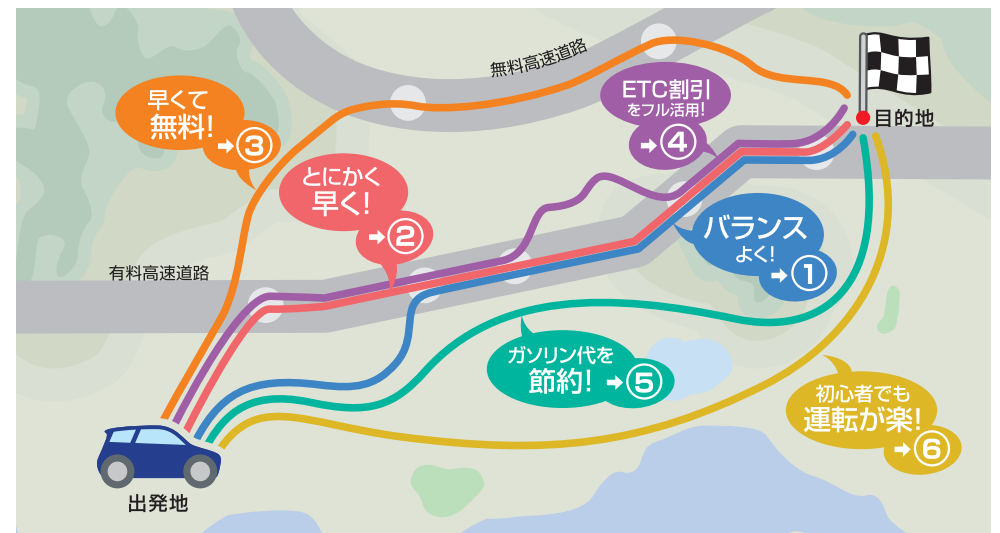 無料高速道路
早くて
無料!
➡③
ETC割引
をフル活用!
➡④
目的地
とにかく
早く!
➡②
バランス
よく!
➡①
有料高速道路
ガソリン代を
節約!
➡⑤
初心者でも
運転が楽!
➡⑥
出発地